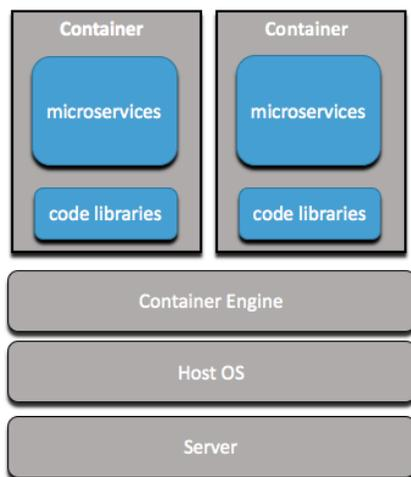 Container
Container
microservices
microservices
code libraries
code libraries
Container Engine
Host OS
Server